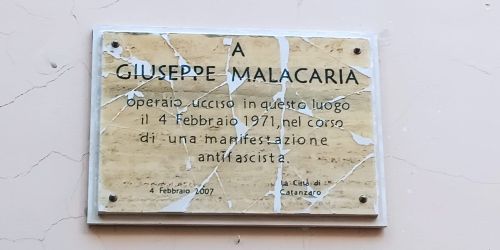 A
GIUSEPPE MALACARIA
operaio ucciso in questo luogo
il 4 Febbraio 1971, nel corso
di una manifestazione
antifascista.
4 Febbraio 2007
La Città di
Catanzaro